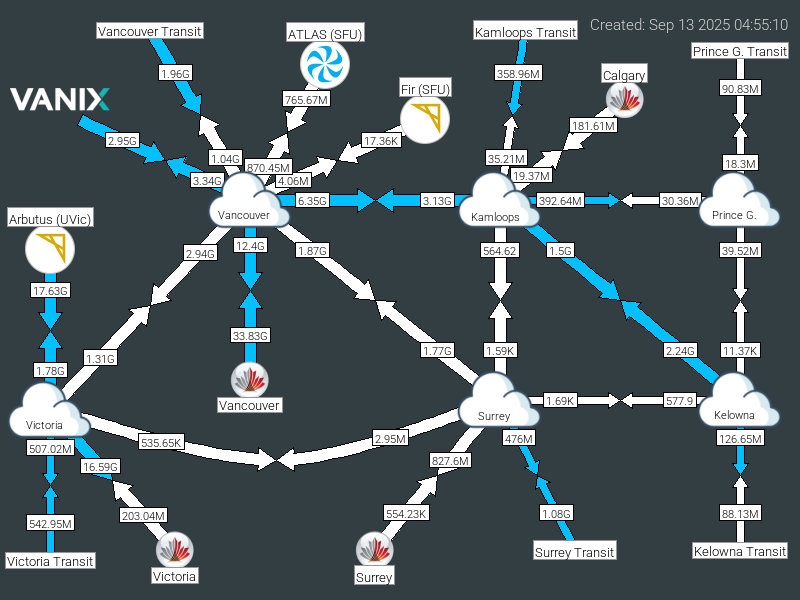 Created: Sep 13 2025 04:55:10
Vancouver Transit
ATLAS (SFU)
Kamloops Transit
Prince G. Transit
1.96G
358.96M
Calgary
Fir (SFU)
90.83M
VANIX
765.67M
181.61M
2.95G
17.36K
1.04G
35.21M
18.3M
870.45M
3.34G
4.06M
19.37M
6.35G
3.13G
392.64M
30.36M
Vancouver
Kamloops
Prince G.
Arbutus (UVic)
2.94G
12.4G
1.87G
564.62
1.5G
39.52M
17.63G
33.83G
1.31G
1.77G
1.59K
2.24G
11.37K
1.78G
Vancouver
1.69K
577.9
Victoria
Surrey
Kelowna
507.02M
535.65K
2.95M
476M
126.65M
16.59G
827.6M
542.95M
203.04M
554.23K
1.08G
88.13M
Victoria Transit
Victoria
Surrey
Surrey Transit
Kelowna Transit